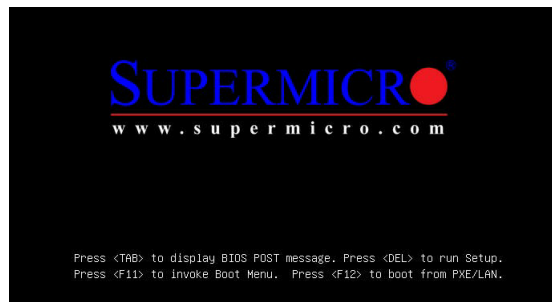 SUPERMICRO®
www.supermicro.com
Press <TAB> to display BIOS POST message. Press <DEL> to run Setup.
Press <F11> to invoke Boot Menu. Press <F12> to boot from PXE/LAN.